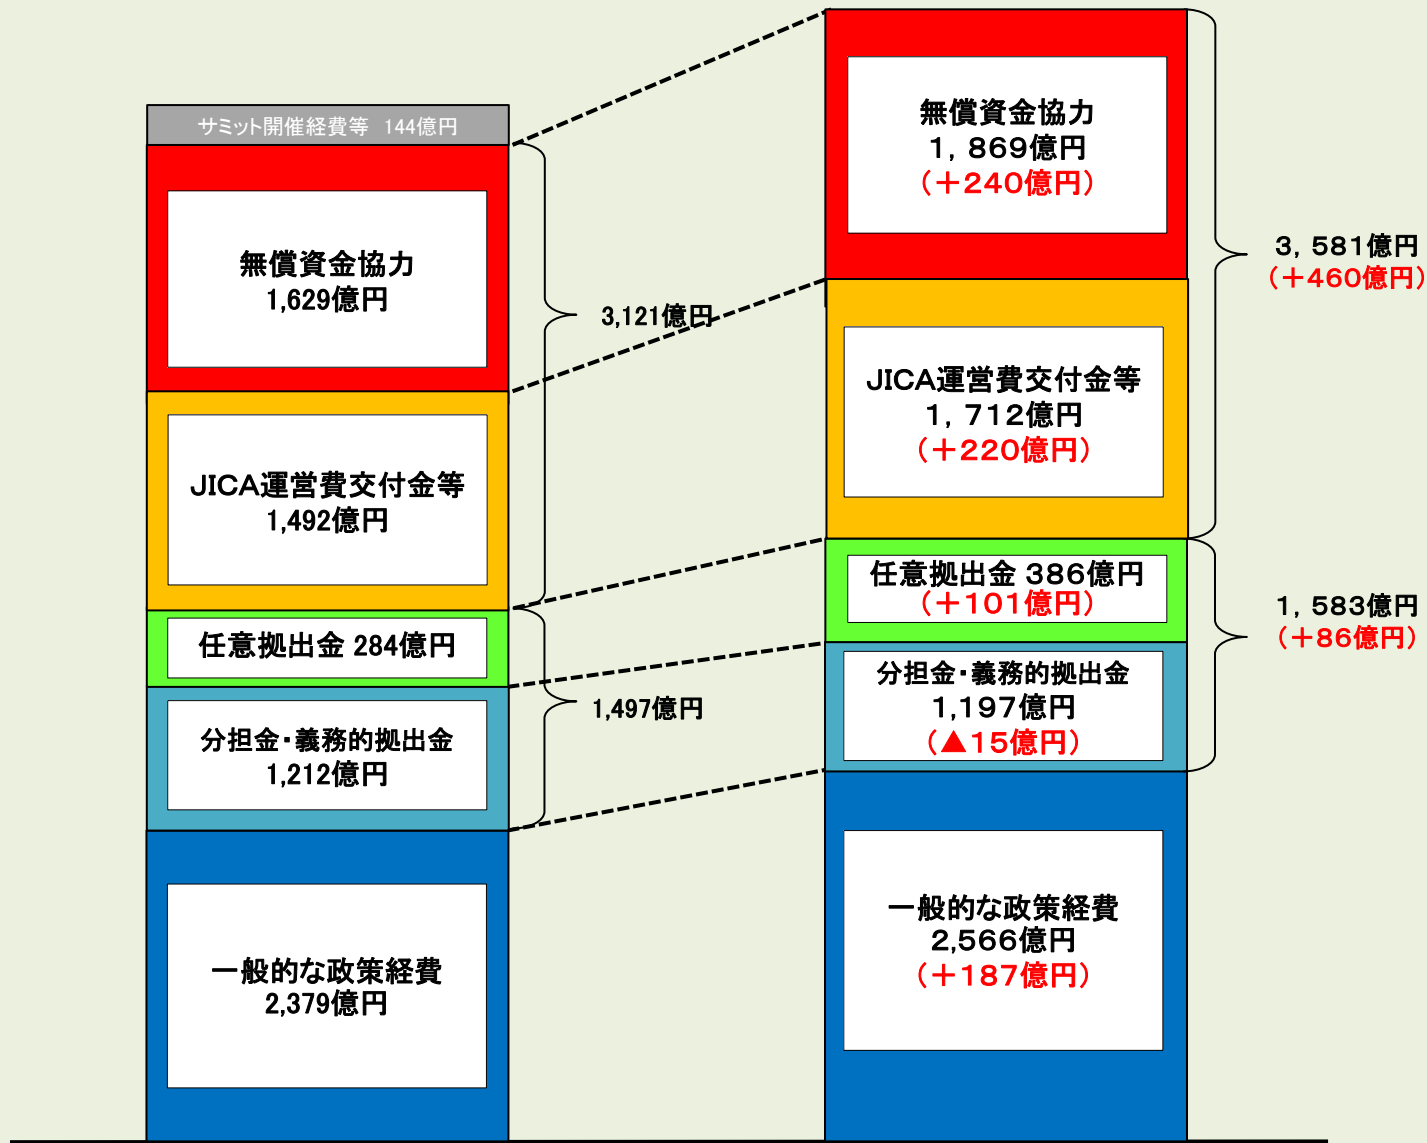 サミット開催経費等 144億円
無償資金協力
1,629億円
3,121億円
JICA運営費交付金等
1,492億円
任意拠出金 284億円
分担金・義務的拠出金
1,212億円
1,497億円
一般的な政策経費
2,379億円
無償資金協力
1,869億円
(+240億円)
3,581億円
(+460億円)
JICA運営費交付金等
1,712億円
(+220億円)
任意拠出金 386億円
(+101億円)
1,583億円
(+86億円)
分担金・義務的拠出金
1,197億円
(▲15億円)
一般的な政策経費
2,566億円
(+187億円)